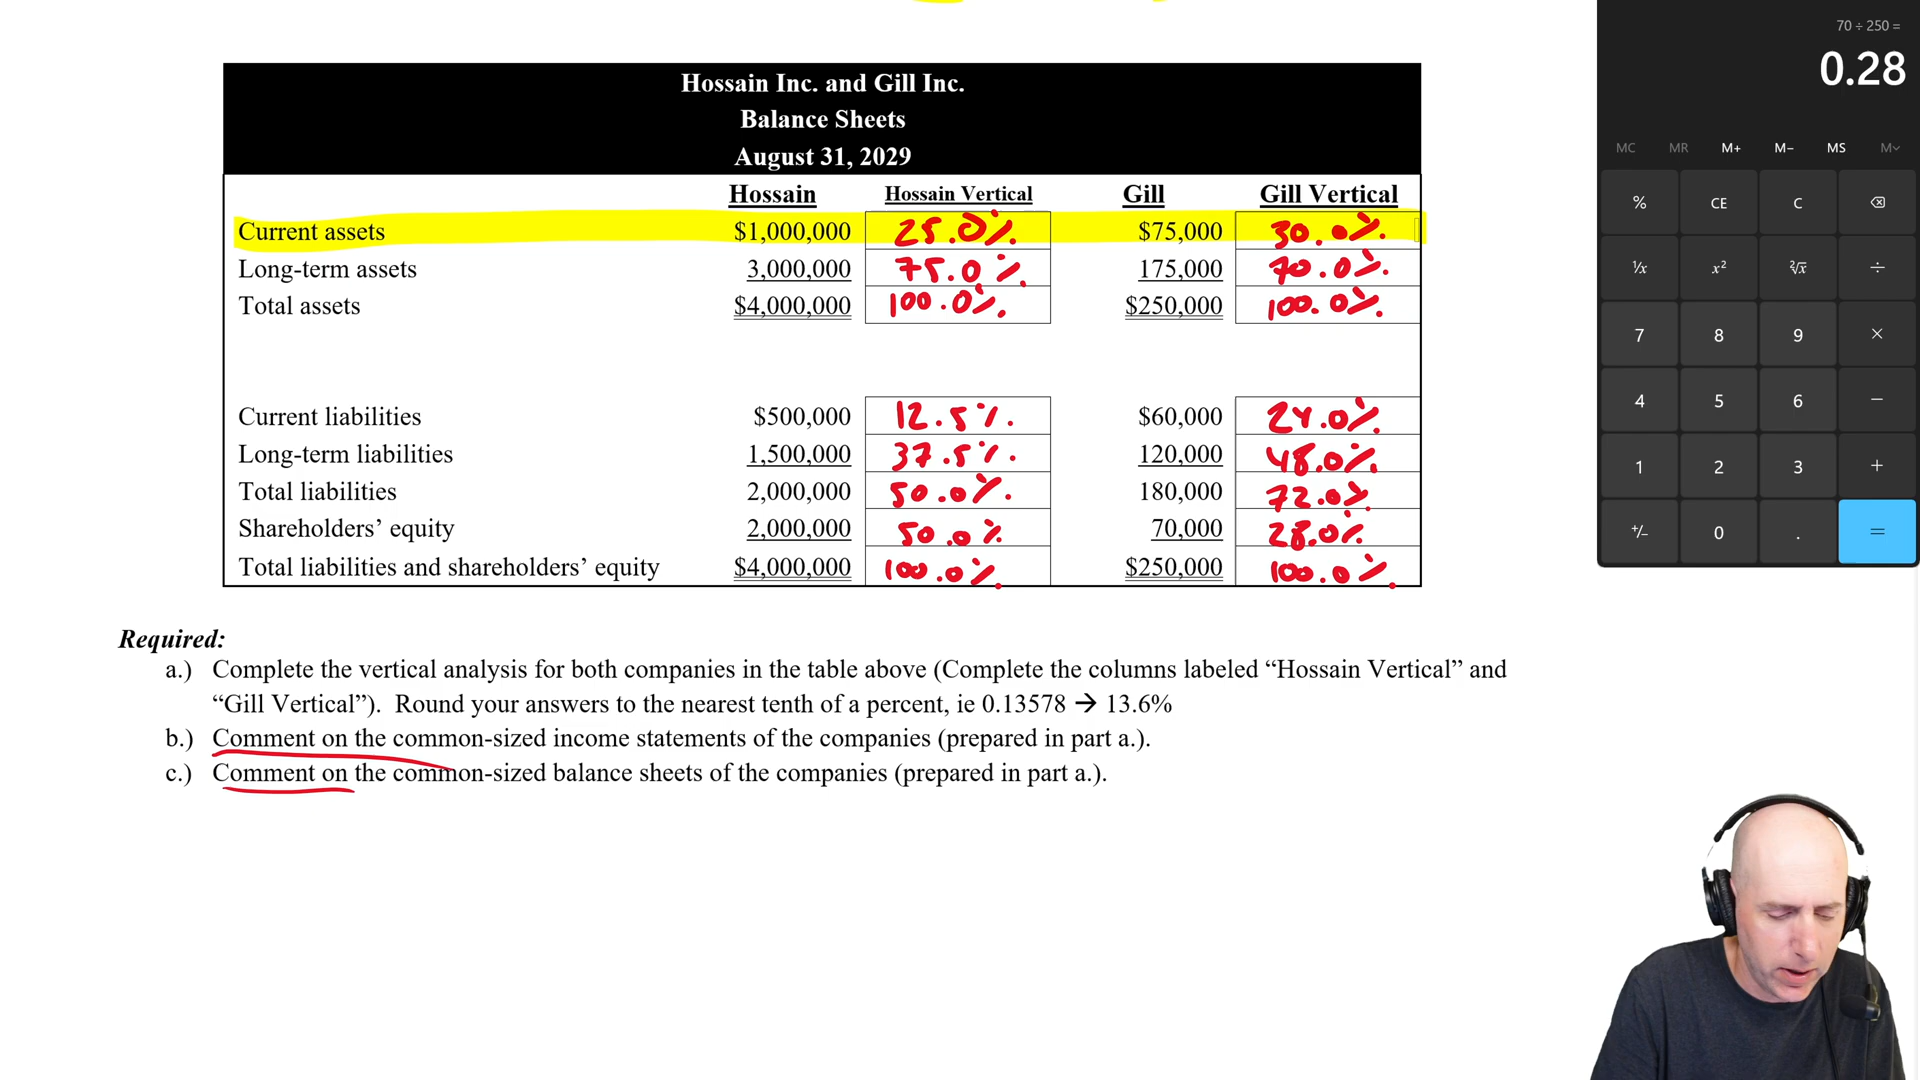 70 ÷ 250 =
0.28
MC MR M+ M− MS M
% CE C
¹/x x² ²√x ÷
7 8 9 ×
4 5 6 −
1 2 3 +
+/− 0 . =
Hossain Inc. and Gill Inc.
Balance Sheets
August 31, 2029
Hossain Hossain Vertical Gill Gill Vertical
Current assets $1,000,000 25.0% $75,000 30.0%
Long-term assets 3,000,000 75.0% 175,000 70.0%
Total assets $4,000,000 100.0% $250,000 100.0%
Current liabilities $500,000 12.5% $60,000 24.0%
Long-term liabilities 1,500,000 37.5% 120,000 48.0%
Total liabilities 2,000,000 50.0% 180,000 72.0%
Shareholders’ equity 2,000,000 50.0% 70,000 28.0%
Total liabilities and shareholders’ equity $4,000,000 100.0% $250,000 100.0%
Required:
a.) Complete the vertical analysis for both companies in the table above (Complete the columns labeled “Hossain Vertical” and
“Gill Vertical”). Round your answers to the nearest tenth of a percent, ie 0.13578 → 13.6%
b.) Comment on the common-sized income statements of the companies (prepared in part a.).
c.) Comment on the common-sized balance sheets of the companies (prepared in part a.).